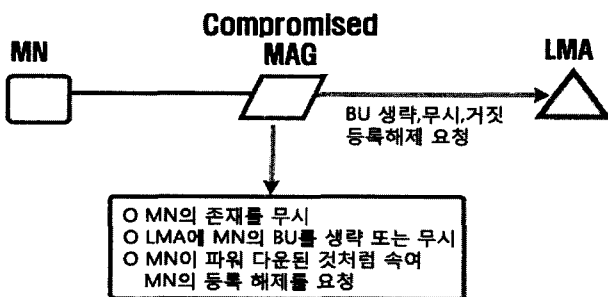 Compromised
MN MAG LMA
BU 생략,무시,거짓
등록해제 요청
O MN의 존재를 무시
O LMA에 MN의 BU를 생략 또는 무시
O MN이 파워 다운된 것처럼 속여
MN의 등록 해제를 요청